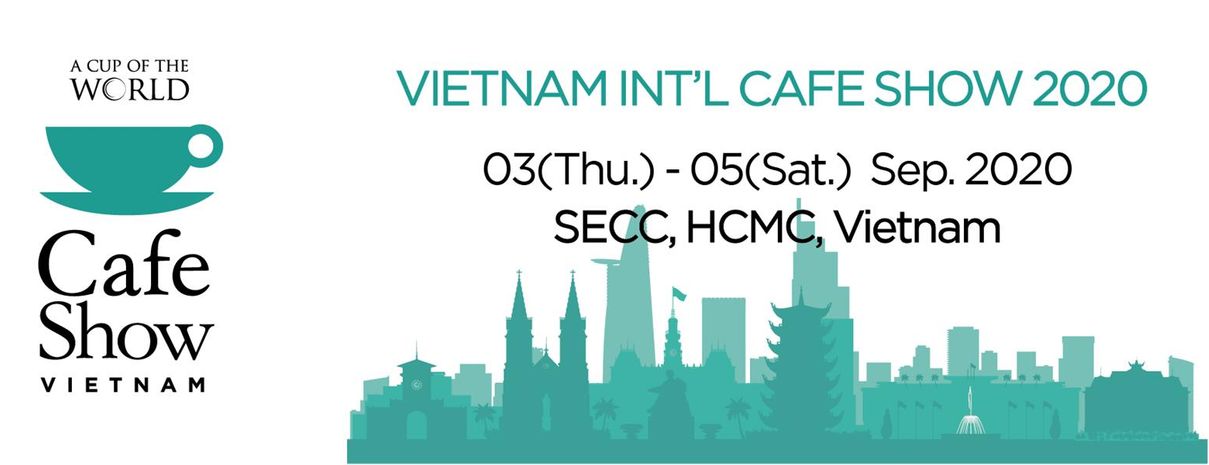 A CUP OF THE
WORLD
Cafe
Show
VIETNAM
VIETNAM INT'L CAFE SHOW 2020
03(Thu.) - 05(Sat.) Sep. 2020
SECC, HCMC, Vietnam